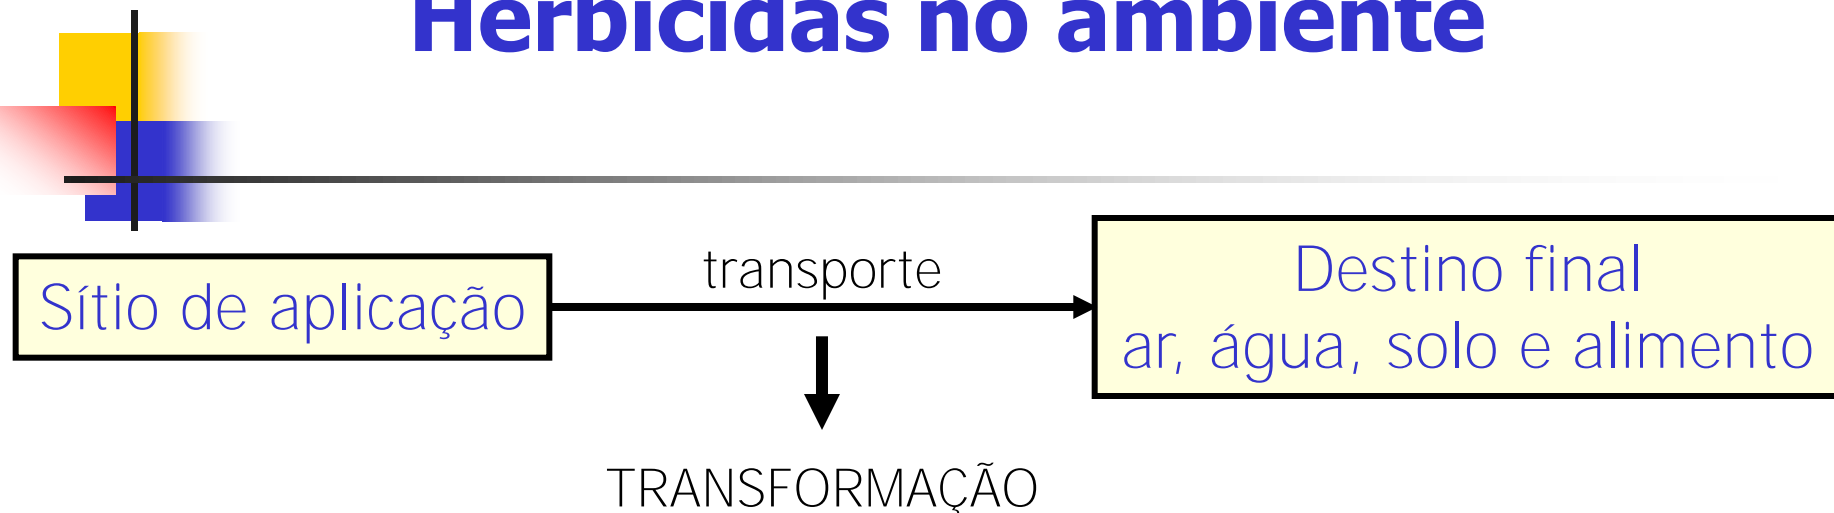 Herbicidas no ambiente
Sítio de aplicação
transporte
Destino final
ar, água, solo e alimento
TRANSFORMAÇÃO